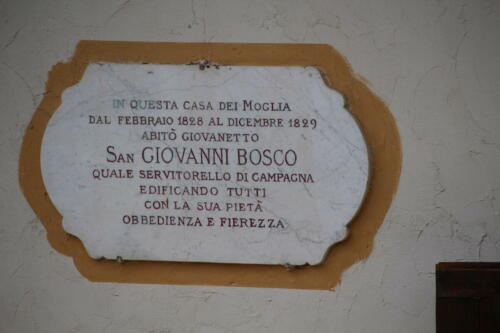 IN QUESTA CASA DEI MOGLIA
DAL FEBBRAIO 1828 AL DICEMBRE 1829
ABITÒ GIOVANETTO
SAN GIOVANNI BOSCO
QUALE SERVITORELLO DI CAMPAGNA
EDIFICANDO TUTTI
CON LA SUA PIETÀ
OBBEDIENZA E FIEREZZA